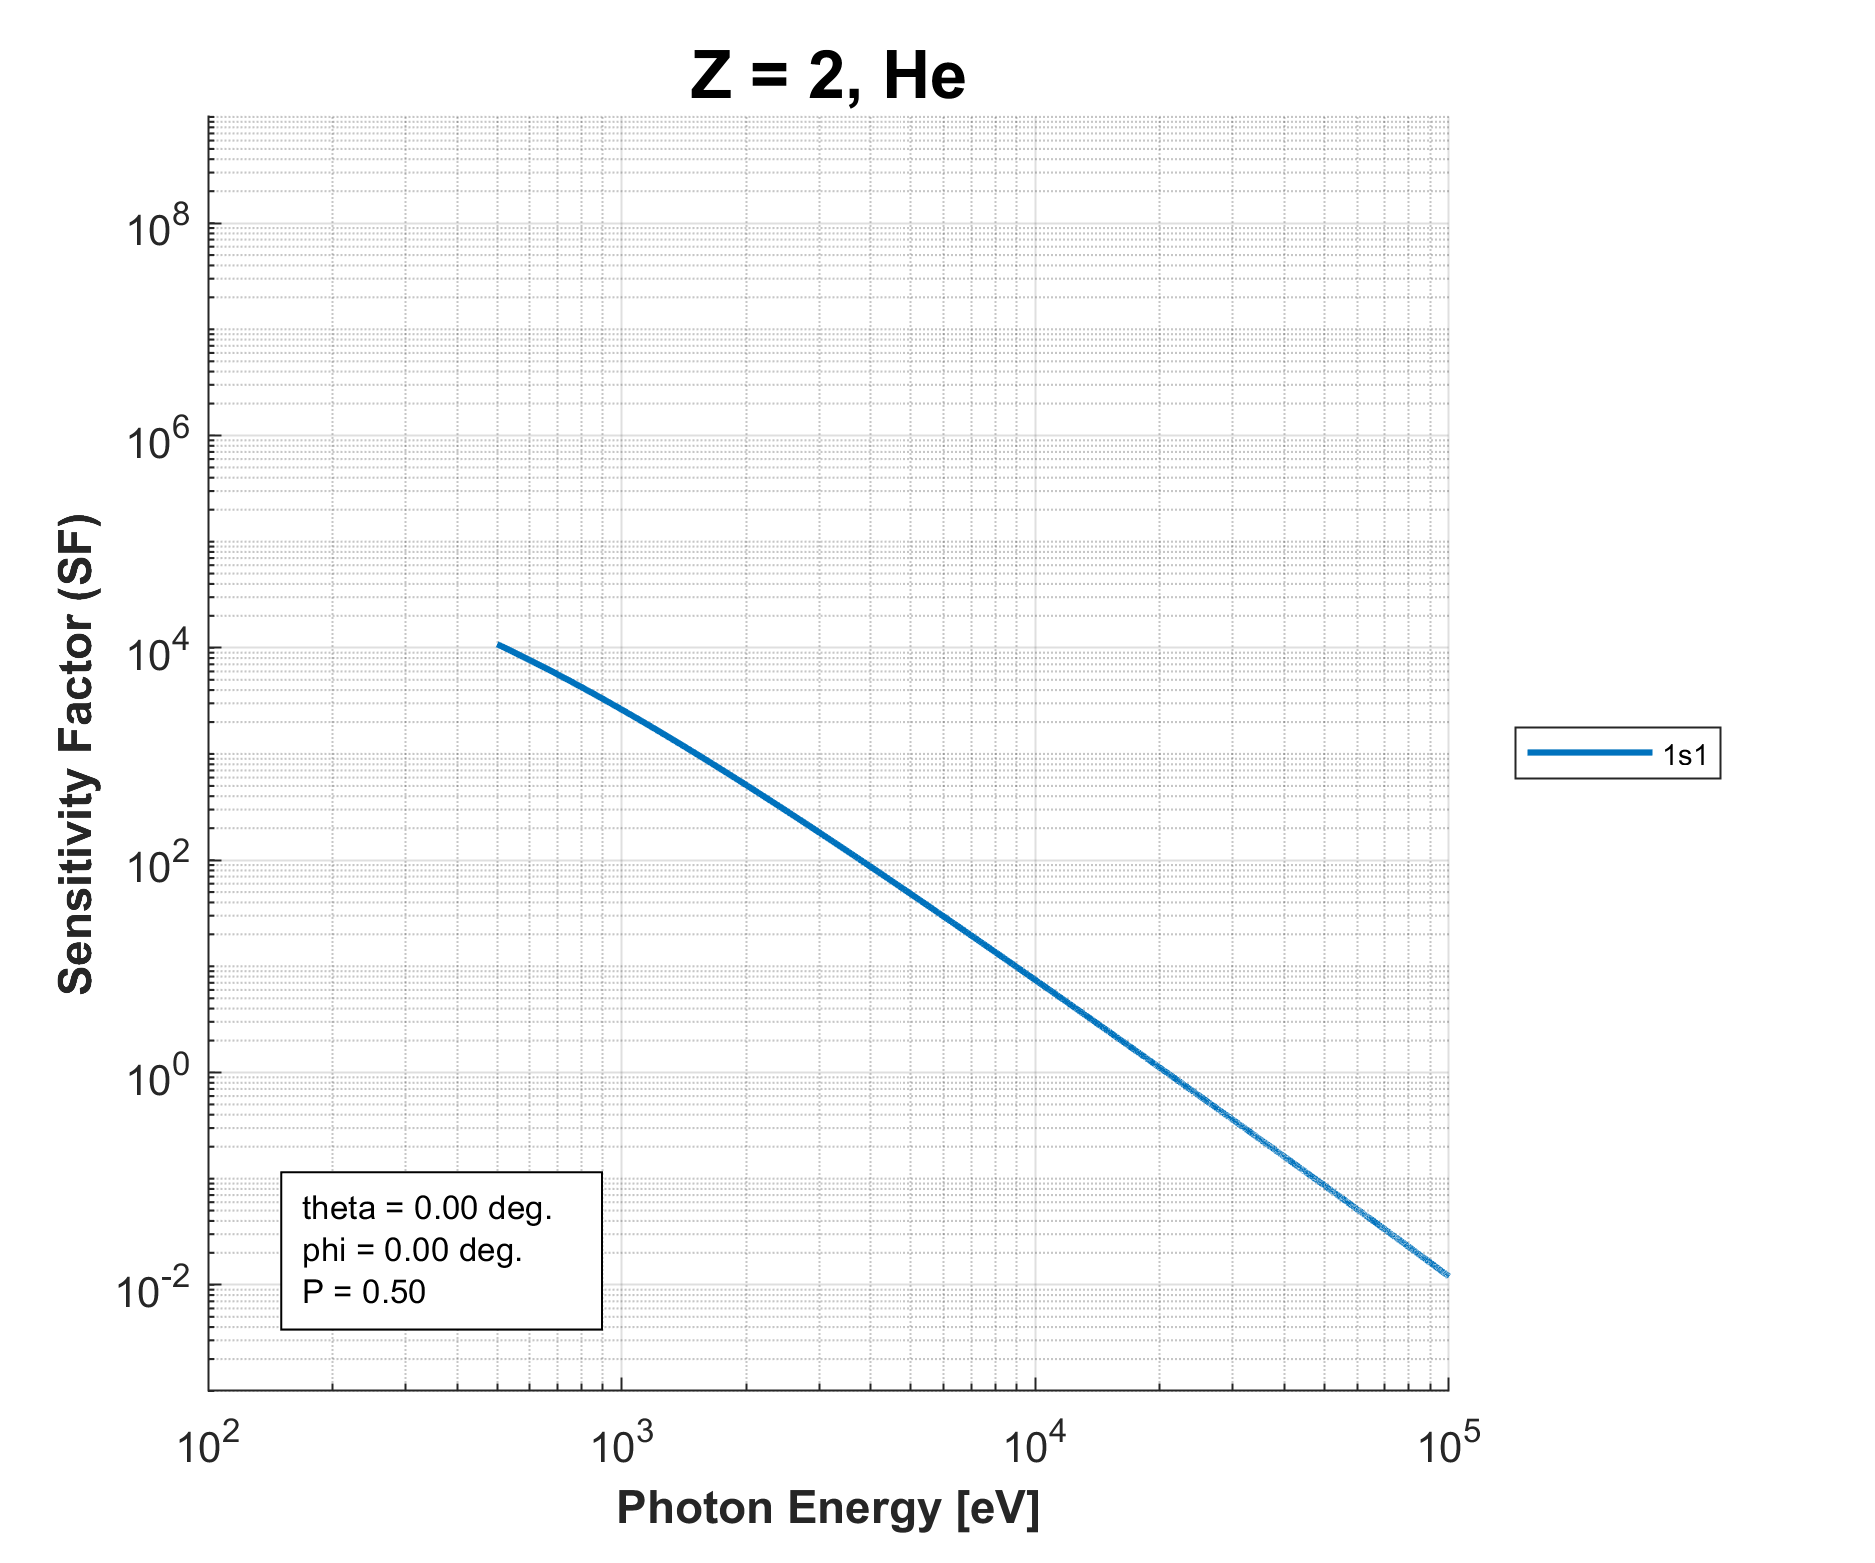 Z = 2, He
10^8
10^6
10^4
10^2
10^0
10^-2
Sensitivity Factor (SF)
1s1
theta = 0.00 deg.
phi = 0.00 deg.
P = 0.50
10^2 10^3 10^4 10^5
Photon Energy [eV]